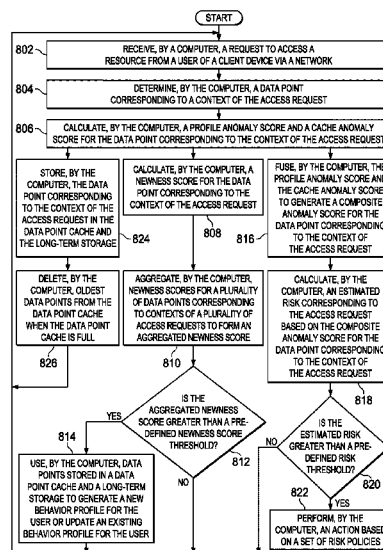 START
802
RECEIVE, BY A COMPUTER, A REQUEST TO ACCESS A
RESOURCE FROM A USER OF A CLIENT DEVICE VIA A NETWORK
804
DETERMINE, BY THE COMPUTER, A DATA POINT
CORRESPONDING TO A CONTEXT OF THE ACCESS REQUEST
806
CALCULATE, BY THE COMPUTER, A PROFILE ANOMALY SCORE AND A CACHE ANOMALY
SCORE FOR THE DATA POINT CORRESPONDING TO THE CONTEXT OF THE ACCESS REQUEST
STORE, BY THE
COMPUTER, THE DATA
POINT CORRESPONDING
TO THE CONTEXT OF THE
ACCESS REQUEST IN THE
DATA POINT CACHE AND
THE LONG-TERM STORAGE
824
DELETE, BY THE
COMPUTER, OLDEST
DATA POINTS FROM THE
DATA POINT CACHE
WHEN THE DATA POINT
CACHE IS FULL
826
CALCULATE, BY THE COMPUTER, A
NEWNESS SCORE FOR THE DATA
POINT CORRESPONDING TO THE
CONTEXT OF THE ACCESS REQUEST
808
AGGREGATE, BY THE COMPUTER,
NEWNESS SCORES FOR A PLURALITY
OF DATA POINTS CORRESPONDING
TO CONTEXTS OF A PLURALITY OF
ACCESS REQUESTS TO FORM AN
AGGREGATED NEWNESS SCORE
810
IS THE
AGGREGATED NEWNESS
SCORE GREATER THAN A PRE-
DEFINED NEWNESS SCORE
THRESHOLD?
812
YES
NO
814
USE, BY THE COMPUTER, DATA
POINTS STORED IN A DATA
POINT CACHE AND A LONG-TERM
STORAGE TO GENERATE A NEW
BEHAVIOR PROFILE FOR THE
USER OR UPDATE AN EXISTING
BEHAVIOR PROFILE FOR THE USER
FUSE, BY THE COMPUTER, THE
PROFILE ANOMALY SCORE AND
THE CACHE ANOMALY SCORE
TO GENERATE A COMPOSITE
ANOMALY SCORE FOR THE
DATA POINT CORRESPONDING
TO THE CONTEXT OF
THE ACCESS REQUEST
816
CALCULATE, BY THE
COMPUTER, AN ESTIMATED
RISK CORRESPONDING TO
THE ACCESS REQUEST
BASED ON THE COMPOSITE
ANOMALY SCORE FOR THE
DATA POINT CORRESPONDING
TO THE CONTEXT OF
THE ACCESS REQUEST
818
IS THE
ESTIMATED RISK
GREATER THAN A PRE-
DEFINED RISK
THRESHOLD?
820
NO
YES
822
PERFORM, BY THE
COMPUTER, AN ACTION BASED
ON A SET OF RISK POLICIES